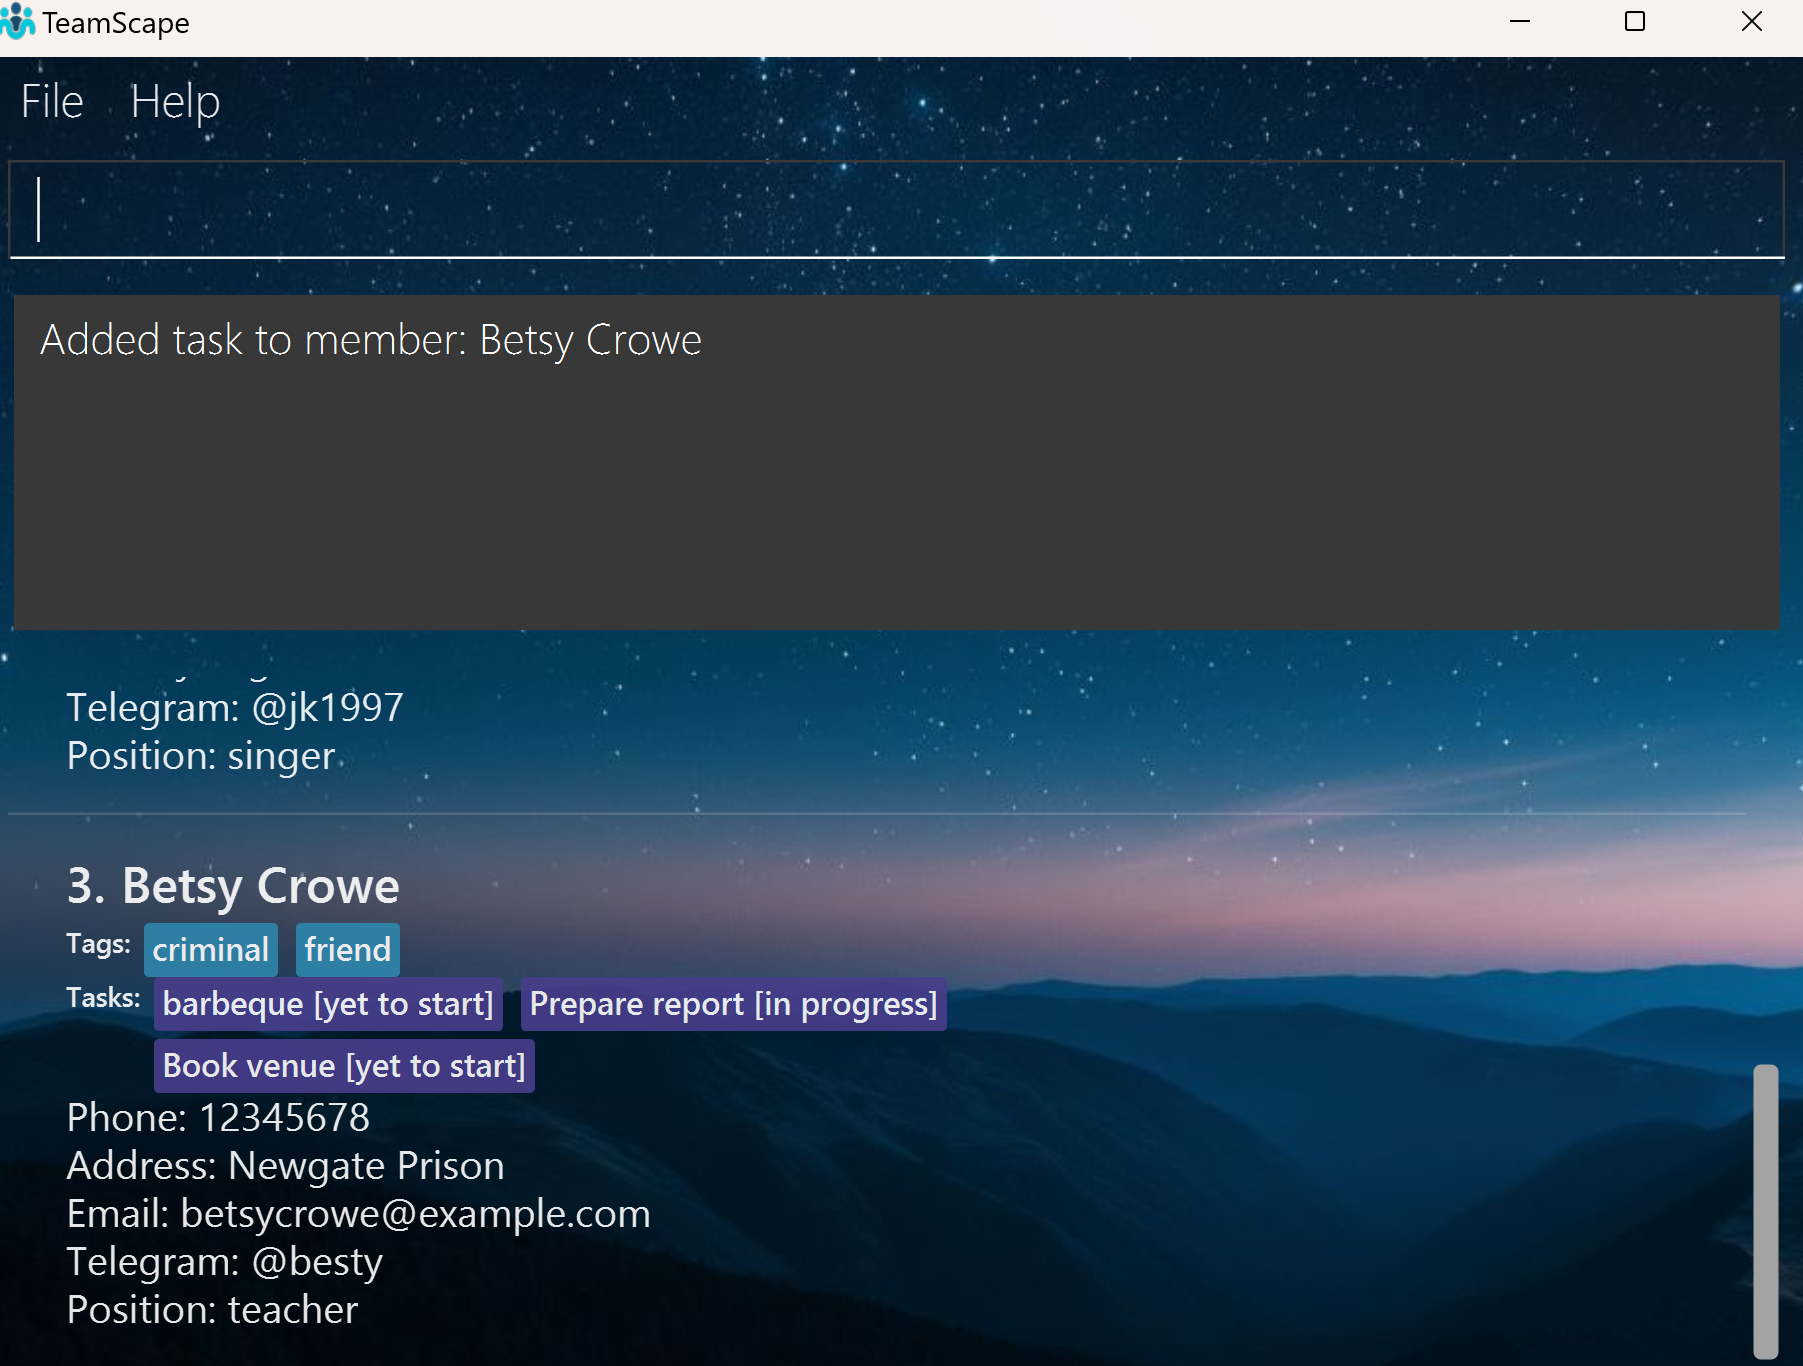 TeamScape
File Help
Added task to member: Betsy Crowe
Telegram: @jk1997
Position: singer
3. Betsy Crowe
Tags: criminal friend
Tasks: barbeque [yet to start] Prepare report [in progress]
Book venue [yet to start]
Phone: 12345678
Address: Newgate Prison
Email: betsycrowe@example.com
Telegram: @besty
Position: teacher